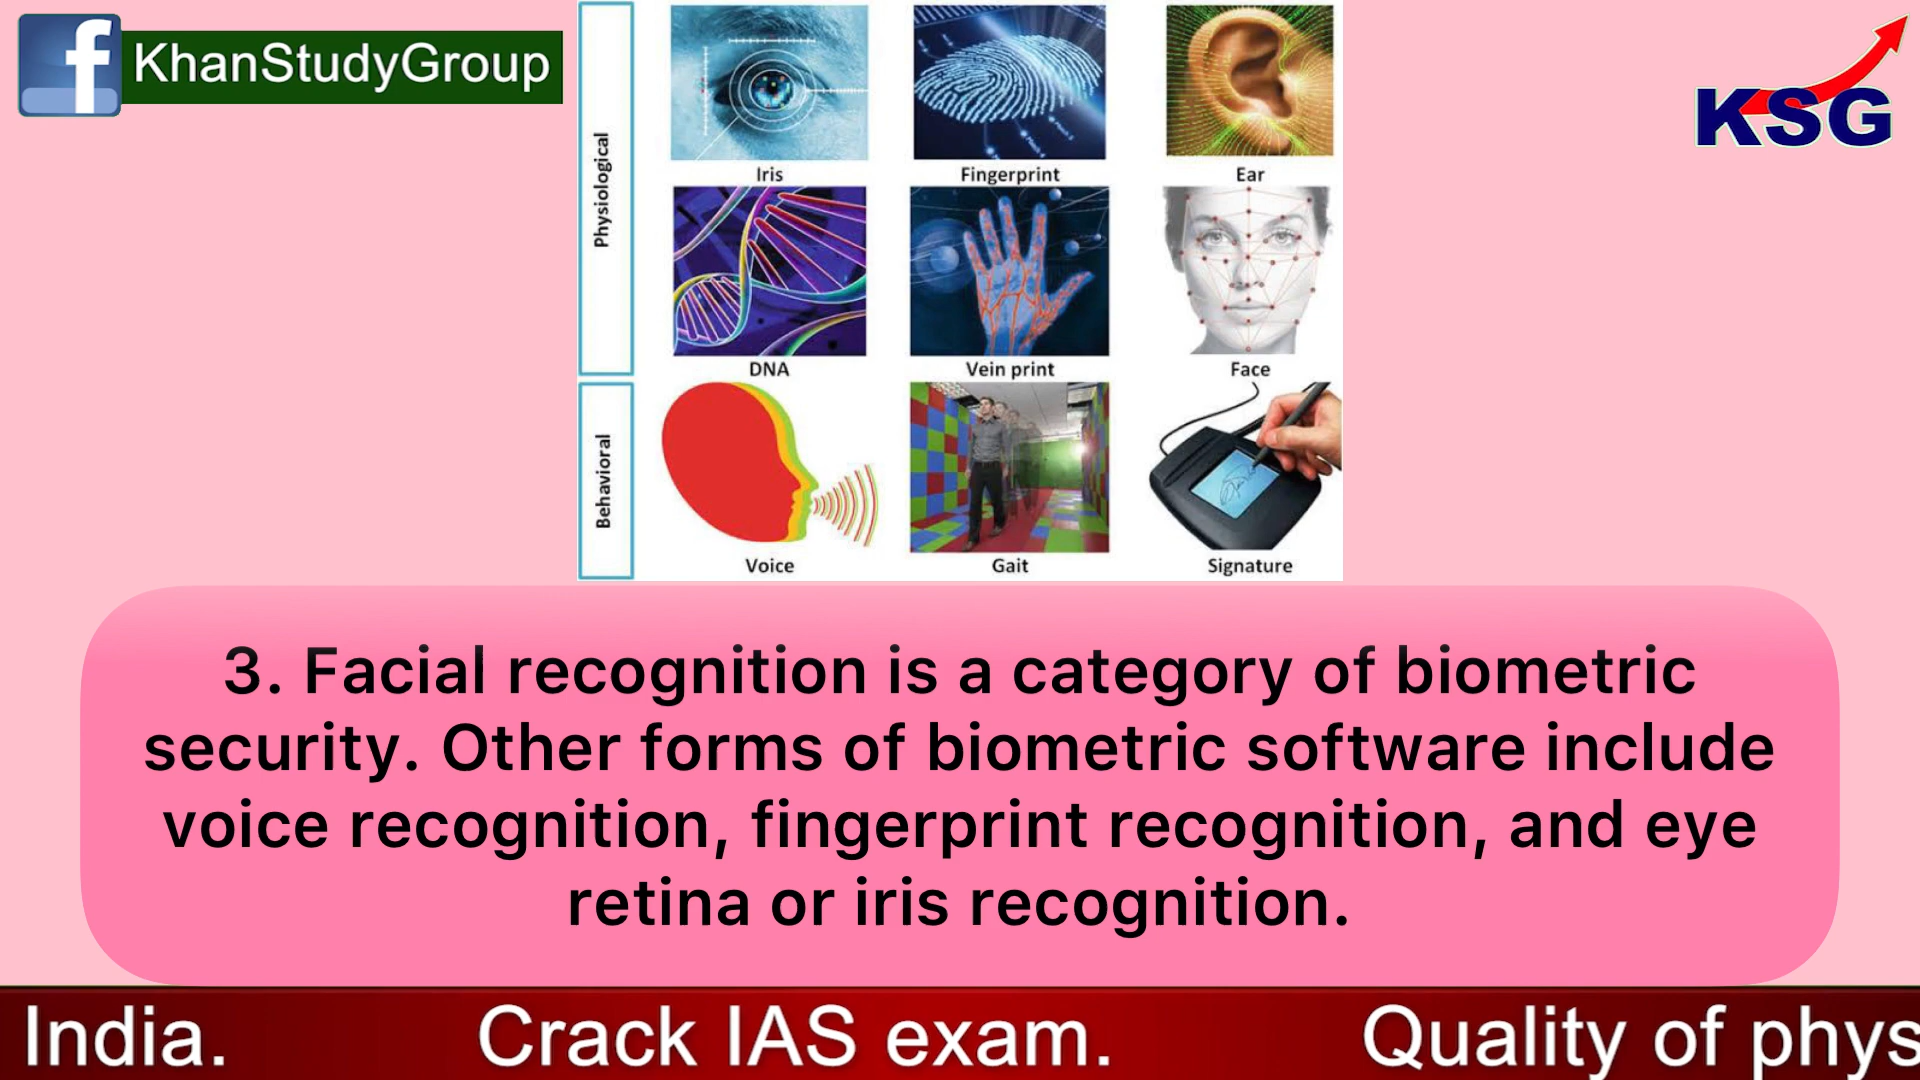 KhanStudyGroup
KSG
Physiological
Iris
Fingerprint
Ear
DNA
Vein print
Face
Behavioral
Voice
Gait
Signature
3. Facial recognition is a category of biometric
security. Other forms of biometric software include
voice recognition, fingerprint recognition, and eye
retina or iris recognition.
India. Crack IAS exam. Quality of phys